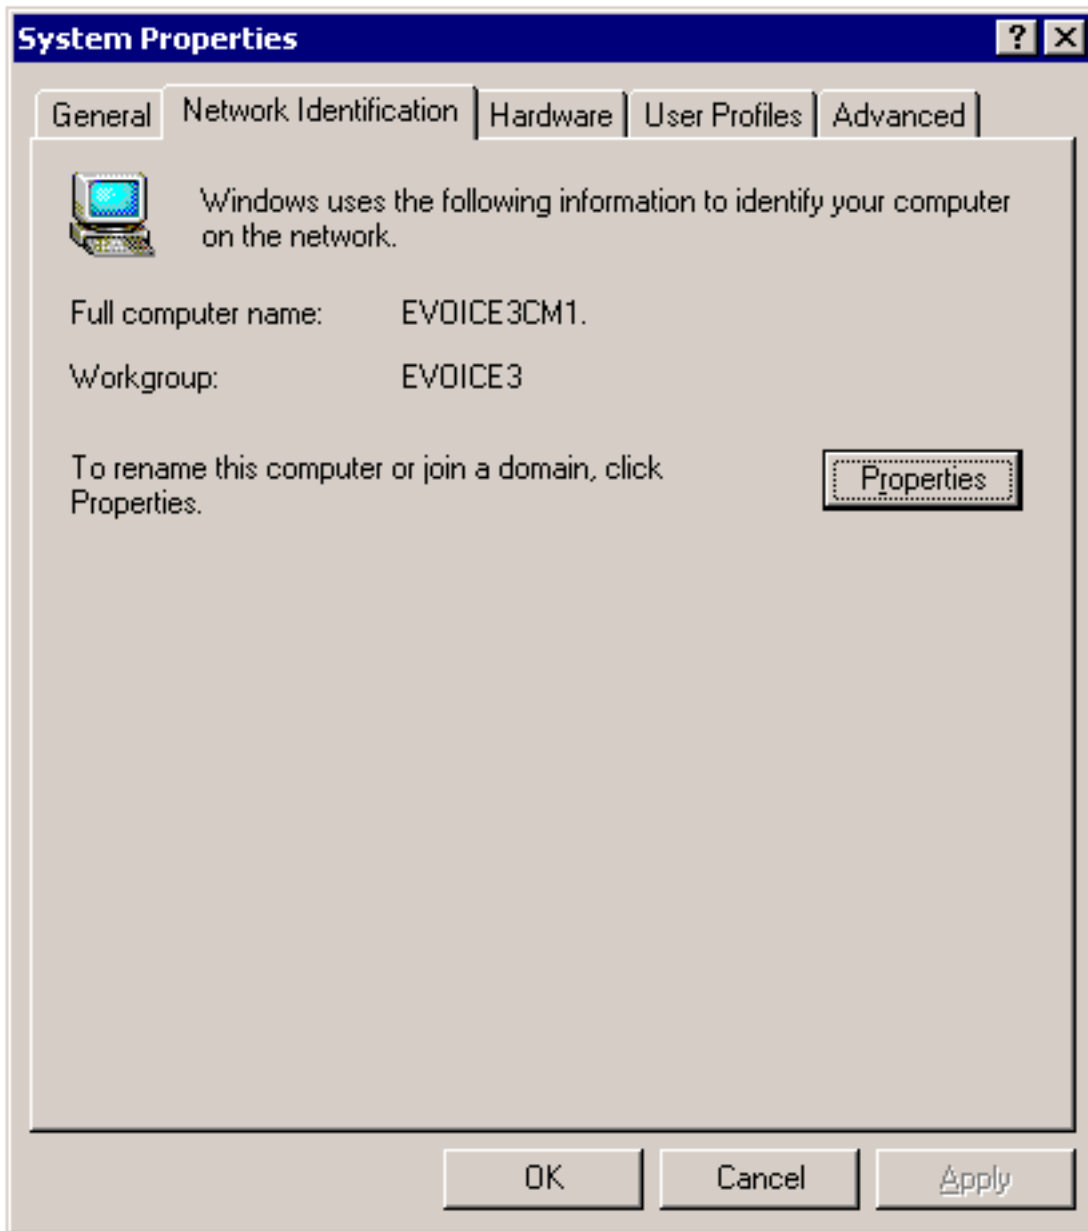 System Properties
General Network Identification Hardware User Profiles Advanced
Windows uses the following information to identify your computer
on the network.
Full computer name: EVOICE3CM1.
Workgroup: EVOICE3
To rename this computer or join a domain, click
Properties.
Properties
OK Cancel Apply